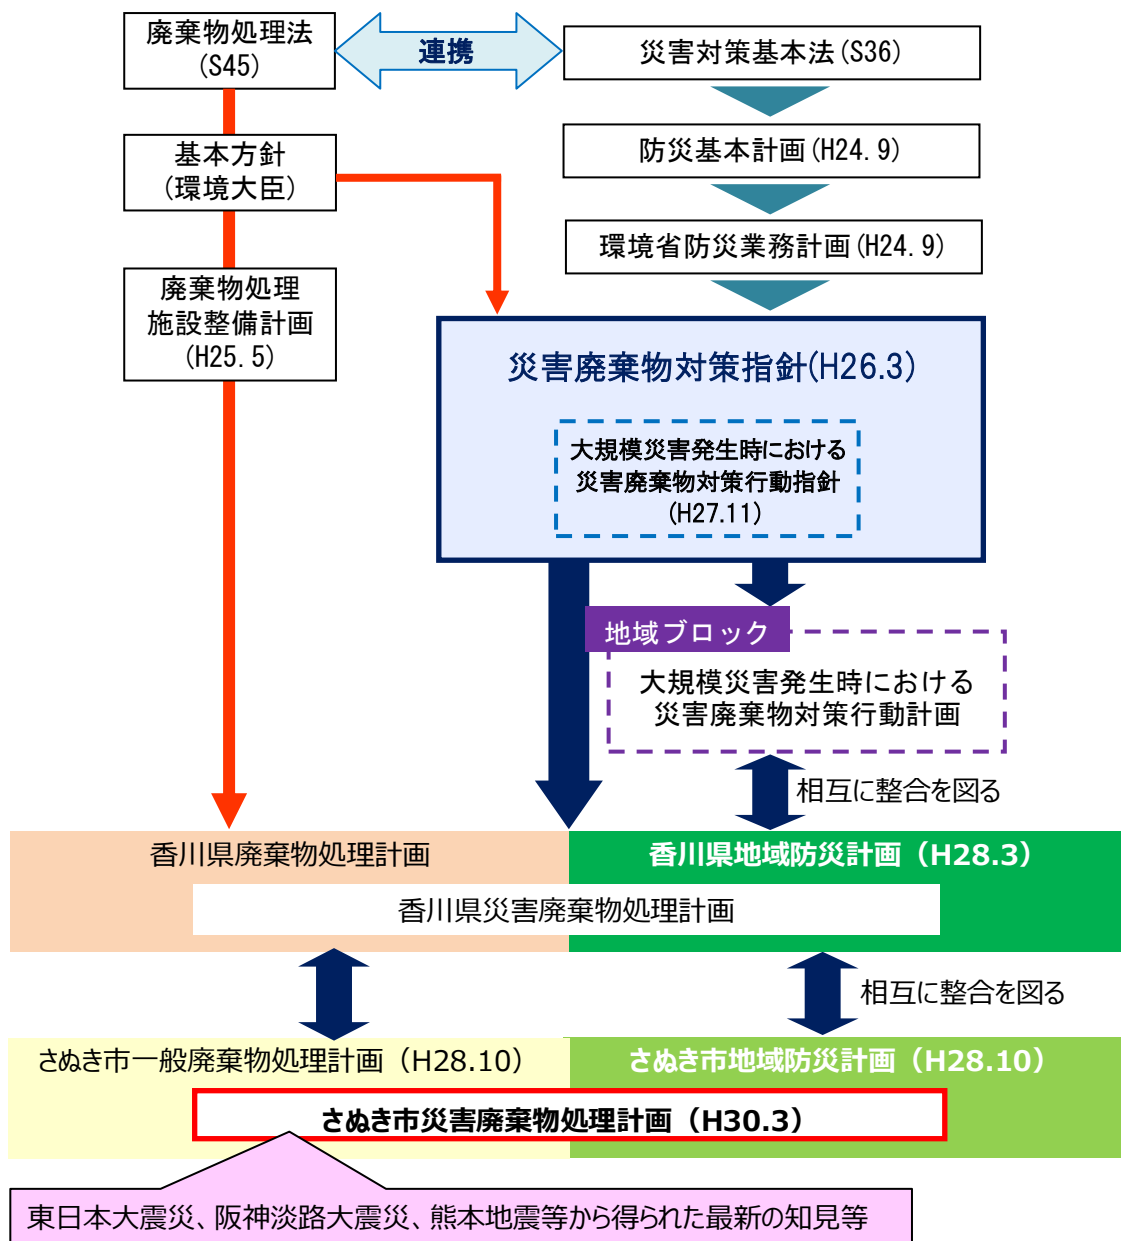 廃棄物処理法
(S45)
連携
災害対策基本法(S36)
基本方針
(環境大臣)
防災基本計画(H24.9)
環境省防災業務計画(H24.9)
廃棄物処理
施設整備計画
(H25.5)
災害廃棄物対策指針(H26.3)
大規模災害発生時における
災害廃棄物対策行動指針
(H27.11)
地域ブロック
大規模災害発生時における
災害廃棄物対策行動計画
相互に整合を図る
香川県廃棄物処理計画
香川県地域防災計画（H28.3）
香川県災害廃棄物処理計画
相互に整合を図る
さぬき市一般廃棄物処理計画（H28.10）
さぬき市地域防災計画（H28.10）
さぬき市災害廃棄物処理計画（H30.3）
東日本大震災、阪神淡路大震災、熊本地震等から得られた最新の知見等